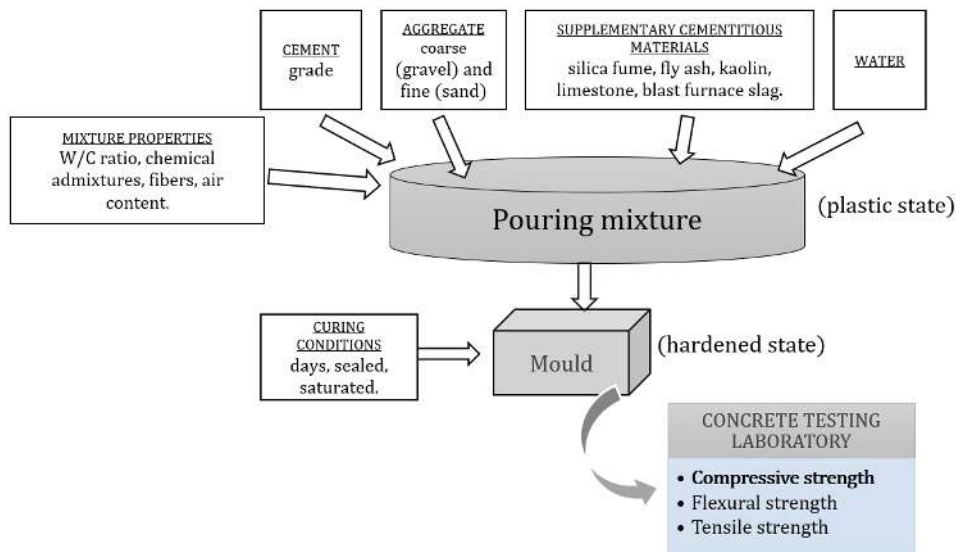 CEMENT
grade
AGGREGATE
coarse
(gravel) and
fine (sand)
SUPPLEMENTARY CEMENTITIOUS
MATERIALS
silica fume, fly ash, kaolin,
limestone, blast furnace slag.
WATER
MIXTURE PROPERTIES
W/C ratio, chemical
admixtures, fibers, air
content.
Pouring mixture
(plastic state)
CURING
CONDITIONS
days, sealed,
saturated.
Mould
(hardened state)
CONCRETE TESTING
LABORATORY
• Compressive strength
• Flexural strength
• Tensile strength